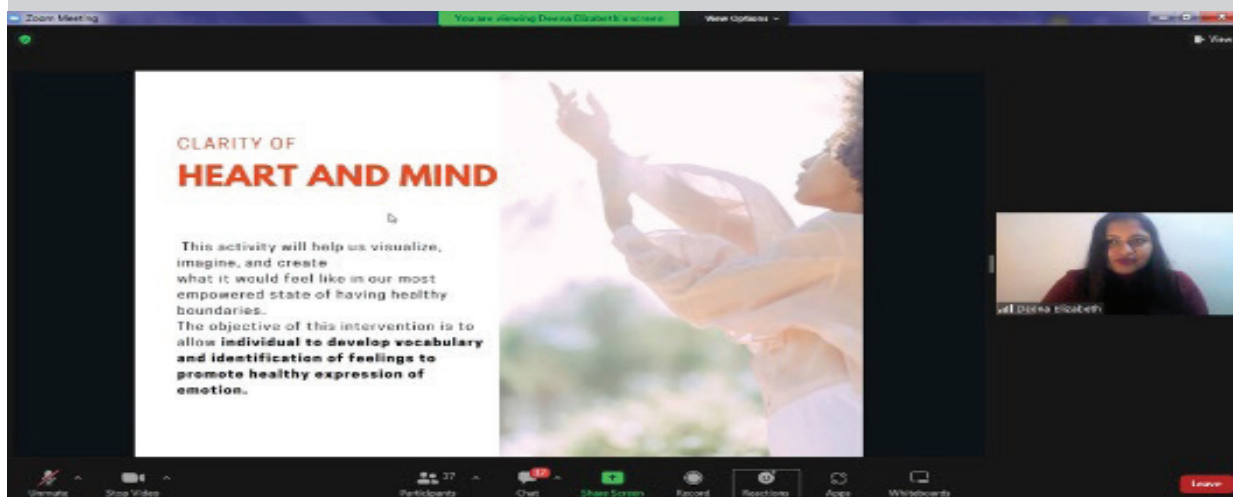 Zoom Meeting
You are viewing Deena Elizabeth's screen
View Options
View
CLARITY OF
HEART AND MIND
This activity will help us visualize,
imagine, and create
what it would feel like in our most
empowered state of having healthy
boundaries.
The objective of this intervention is to
allow individual to develop vocabulary
and identification of feelings to
promote healthy expression of
emotion.
Deena Elizabeth
Unmute
Stop Video
Participants
37
Chat
Share Screen
Record
Reactions
Apps
Whiteboards
Leave